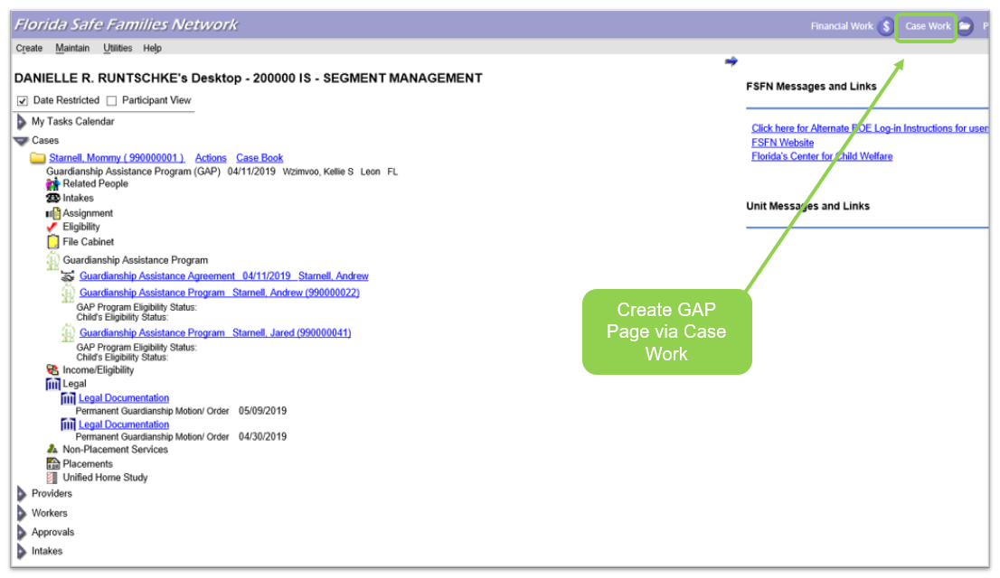 Florida Safe Families Network
Financial Work $ Case Work P
Create Maintain Utilities Help
DANIELLE R. RUNTSCHKE's Desktop - 200000 IS - SEGMENT MANAGEMENT
Date Restricted Participant View
My Tasks Calendar
Cases
Starnell, Mommy ( 990000001 ) Actions Case Book
Guardianship Assistance Program (GAP) 04/11/2019 Wzimvoo, Kellie S Leon FL
Related People
Intakes
Assignment
Eligibility
File Cabinet
Guardianship Assistance Program
Guardianship Assistance Agreement 04/11/2019 Starnell, Andrew
Guardianship Assistance Program Starnell, Andrew (990000022)
GAP Program Eligibility Status:
Child's Eligibility Status:
Guardianship Assistance Program Starnell, Jared (990000041)
GAP Program Eligibility Status:
Child's Eligibility Status:
Income/Eligibility
Legal
Legal Documentation
Permanent Guardianship Motion/ Order 05/09/2019
Legal Documentation
Permanent Guardianship Motion/ Order 04/30/2019
Non-Placement Services
Placements
Unified Home Study
Providers
Workers
Approvals
Intakes
FSFN Messages and Links
Click here for Alternate Log-in Instructions for user
FSFN Website
Florida's Center for Child Welfare
Unit Messages and Links
Create GAP
Page via Case
Work